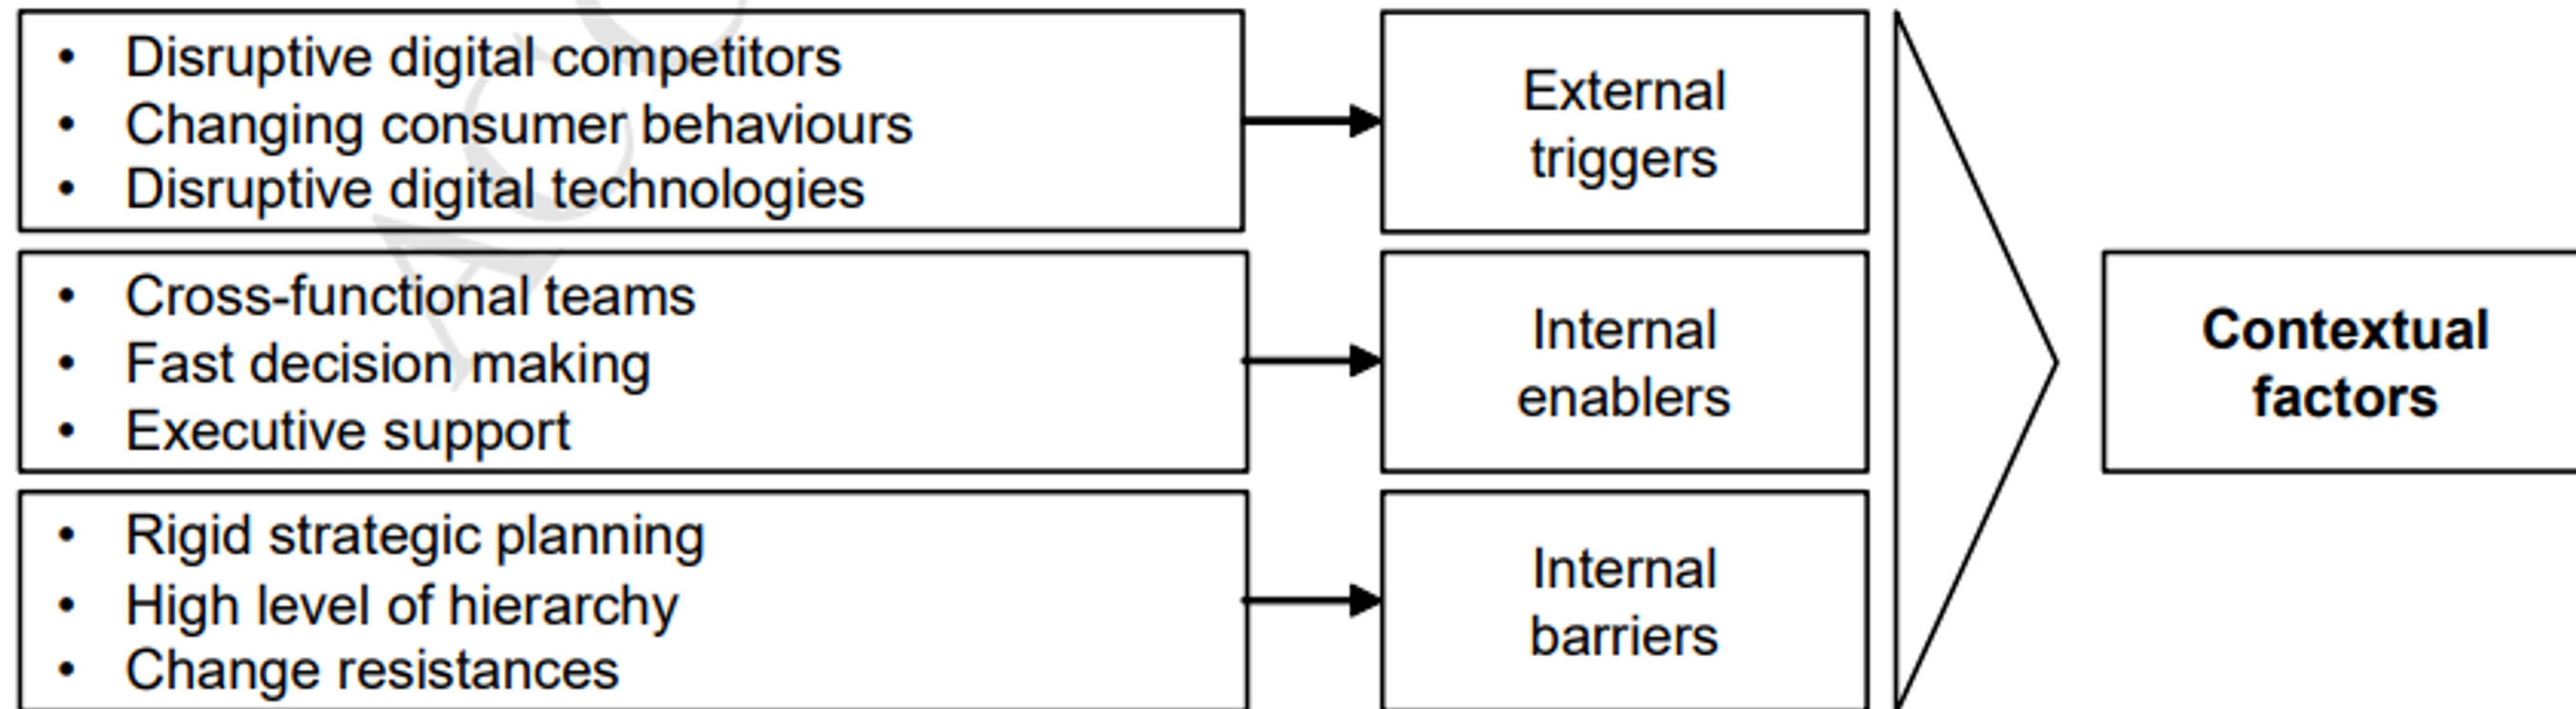 • Disruptive digital competitors
• Changing consumer behaviours
• Disruptive digital technologies
External
triggers
• Cross-functional teams
• Fast decision making
• Executive support
Internal
enablers
• Rigid strategic planning
• High level of hierarchy
• Change resistances
Internal
barriers
Contextual
factors